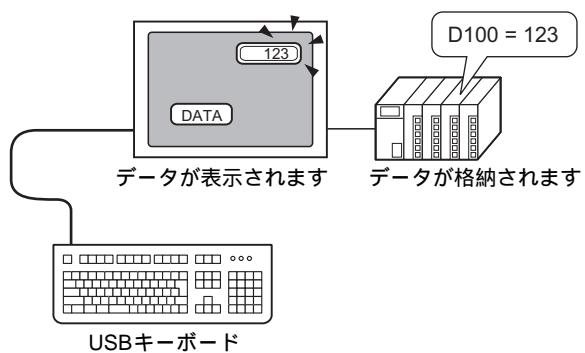 D100 = 123
123
DATA
データが表示されます
データが格納されます
USBキーボード